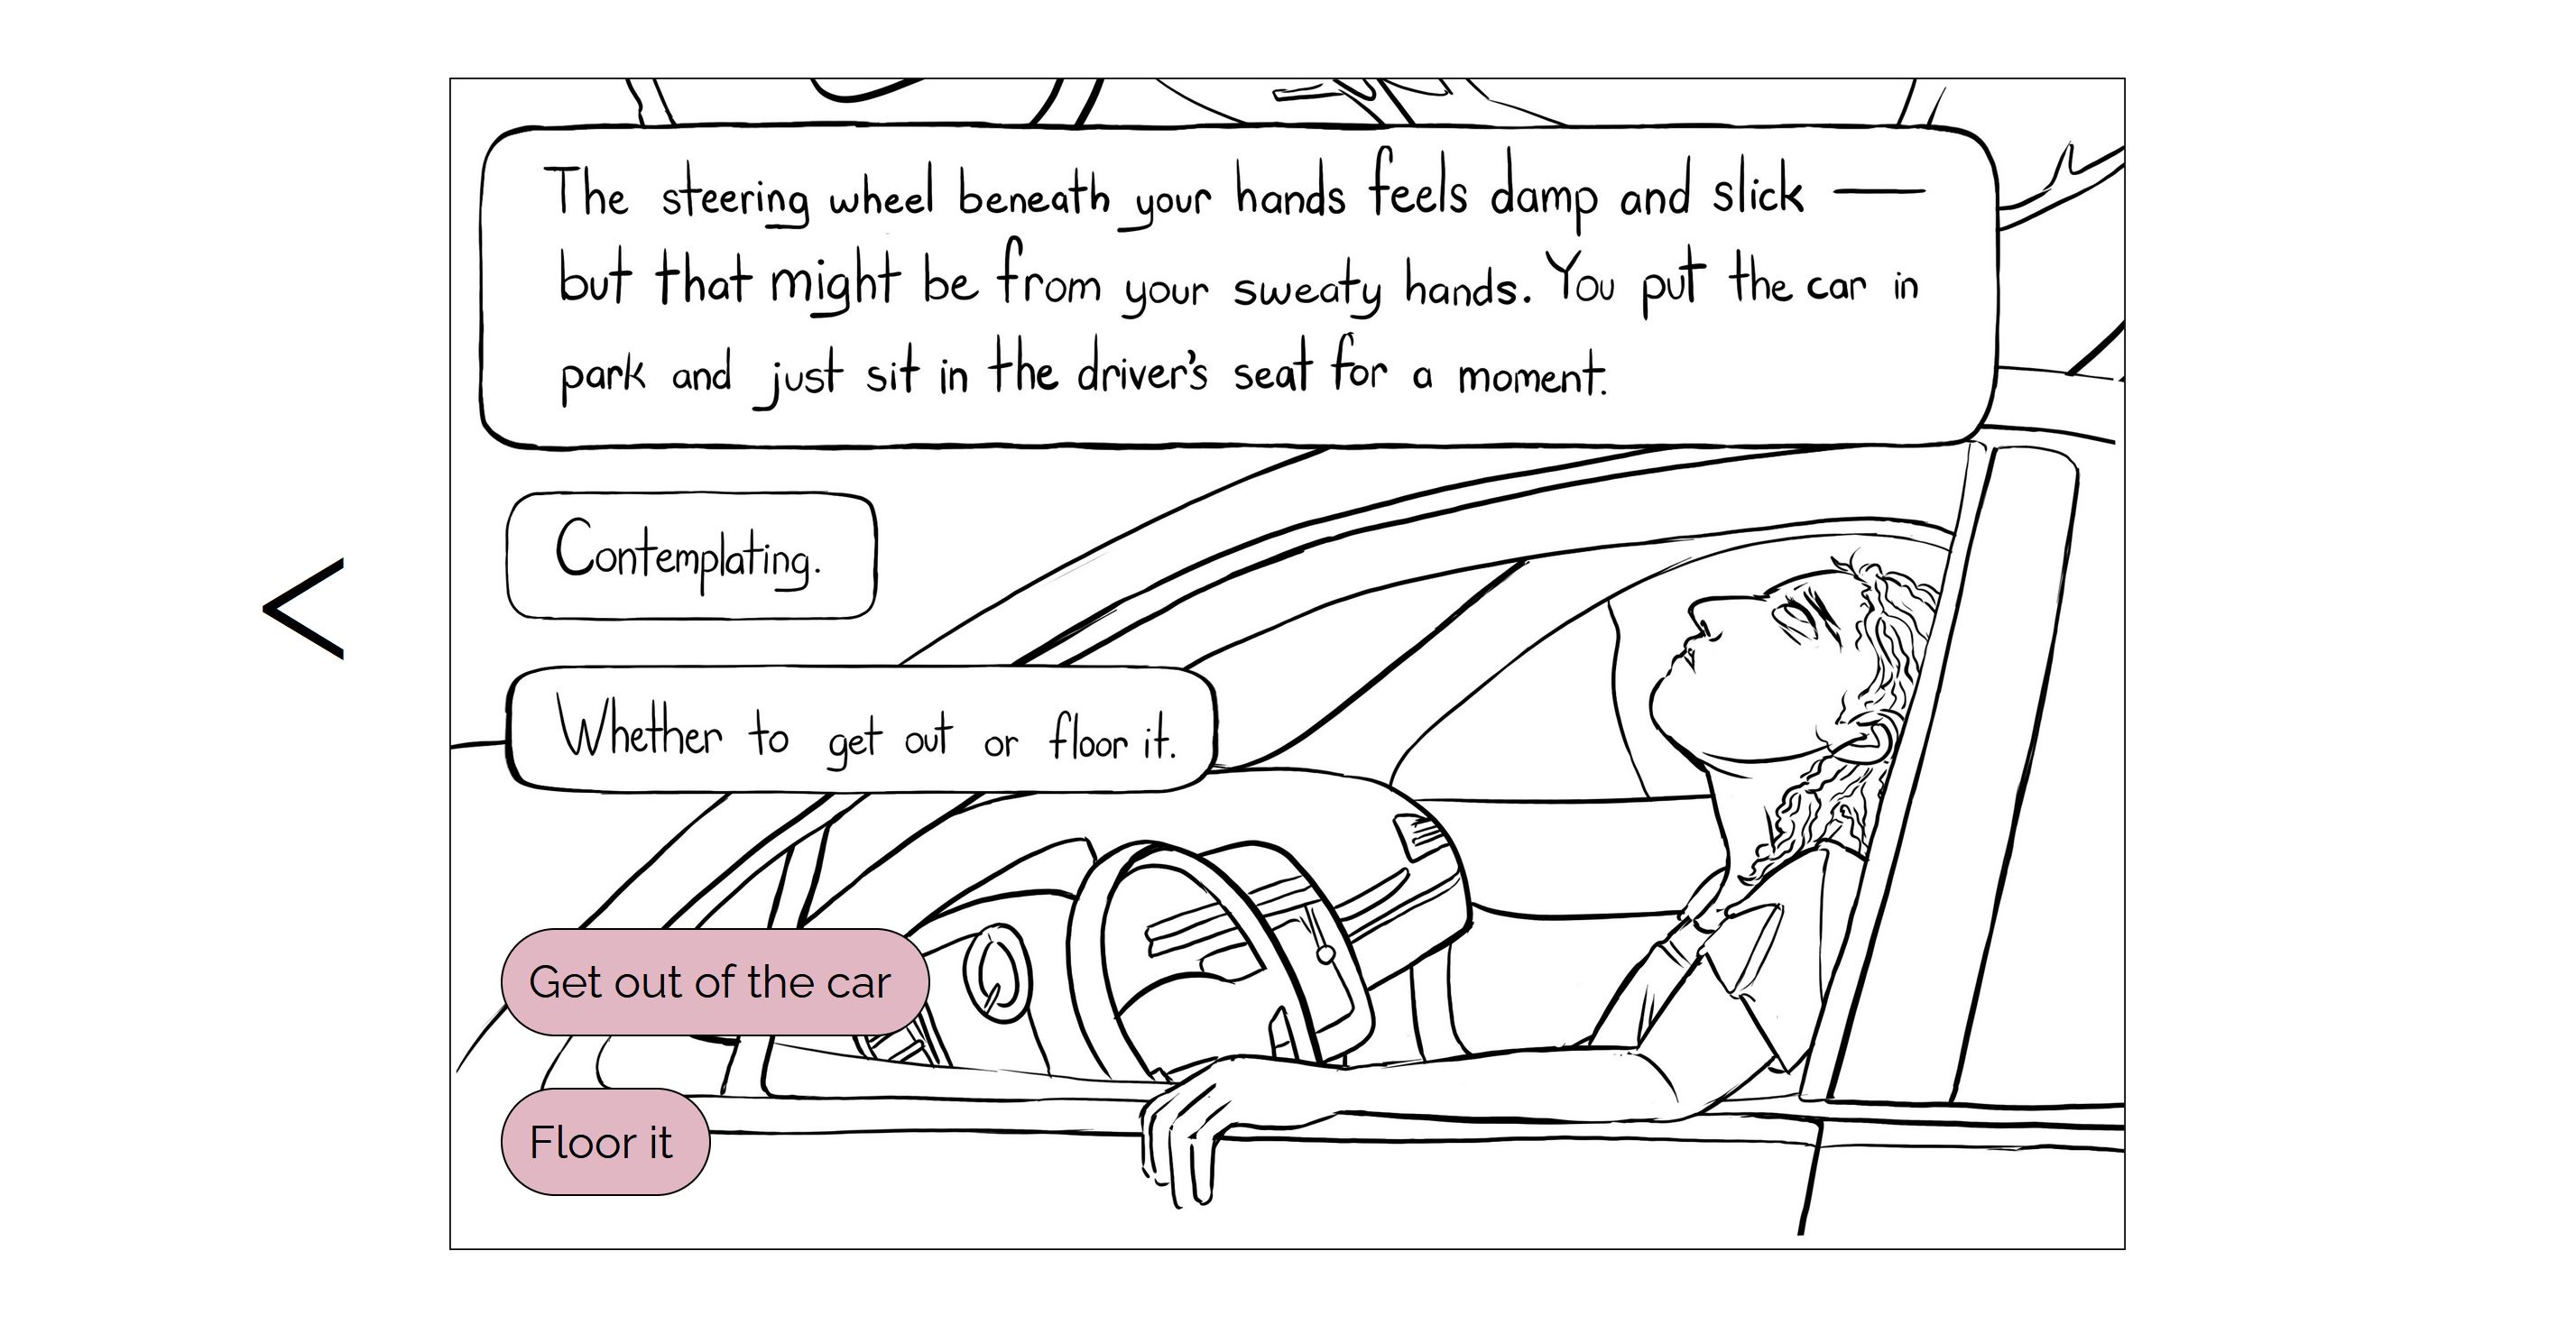 The steering wheel beneath your hands feels damp and slick —
but that might be from your sweaty hands. You put the car in
park and just sit in the driver's seat for a moment.
Contemplating.
Whether to get out or floor it.
Get out of the car
Floor it